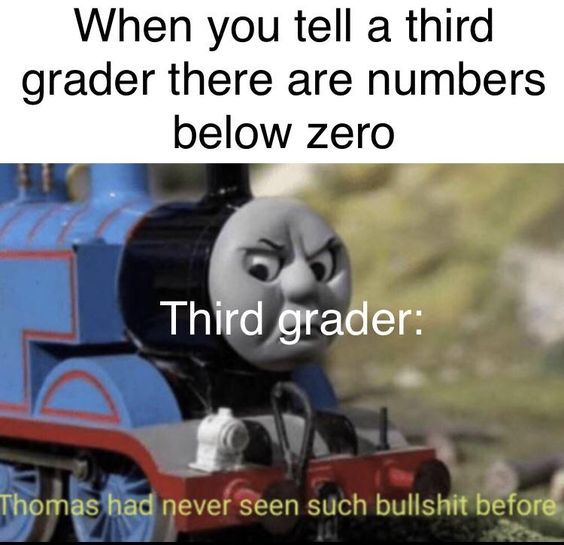 When you tell a third
grader there are numbers
below zero
Third grader:
Thomas had never seen such bullshit before